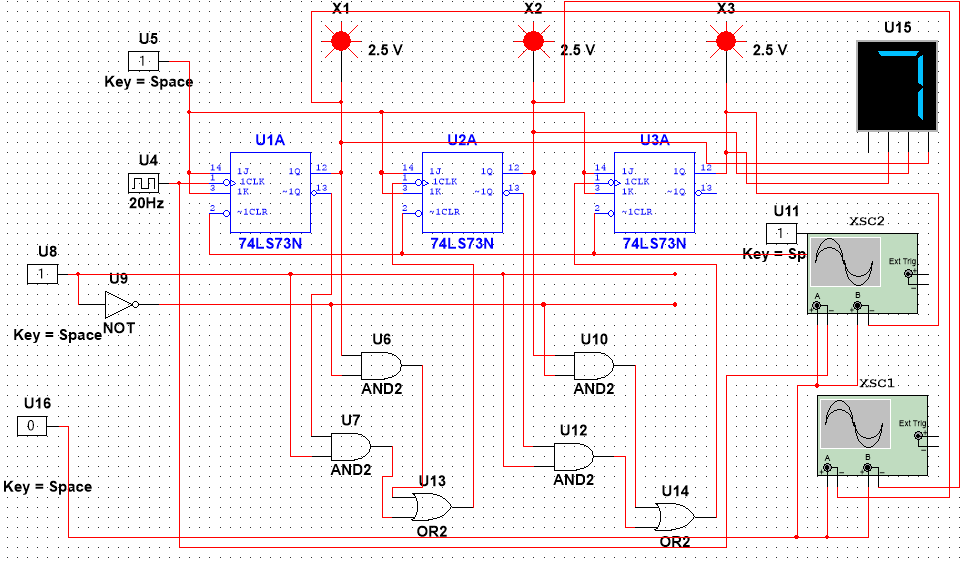 X1 X2 X3
2.5 V 2.5 V 2.5 V
U15
U5
1
Key = Space
U1A U2A U3A
14 1J 1Q 12
1 1CLK
3 1K ~1Q 13
2 ~1CLR
74LS73N
14 1J 1Q 12
1 1CLK
3 1K ~1Q 13
2 ~1CLR
74LS73N
14 1J 1Q 12
1 1CLK
3 1K ~1Q 13
2 ~1CLR
74LS73N
U4
20Hz
7
U11
1
Key = Sp
XSC2
Ext Trig
+
-
A B
+ - + -
U8
1
U9
NOT
Key = Space
U6
AND2
U10
AND2
U7
AND2
U12
AND2
U13
OR2
U14
OR2
U16
0
Key = Space
XSC1
Ext Trig
+
-
A B
+ - + -